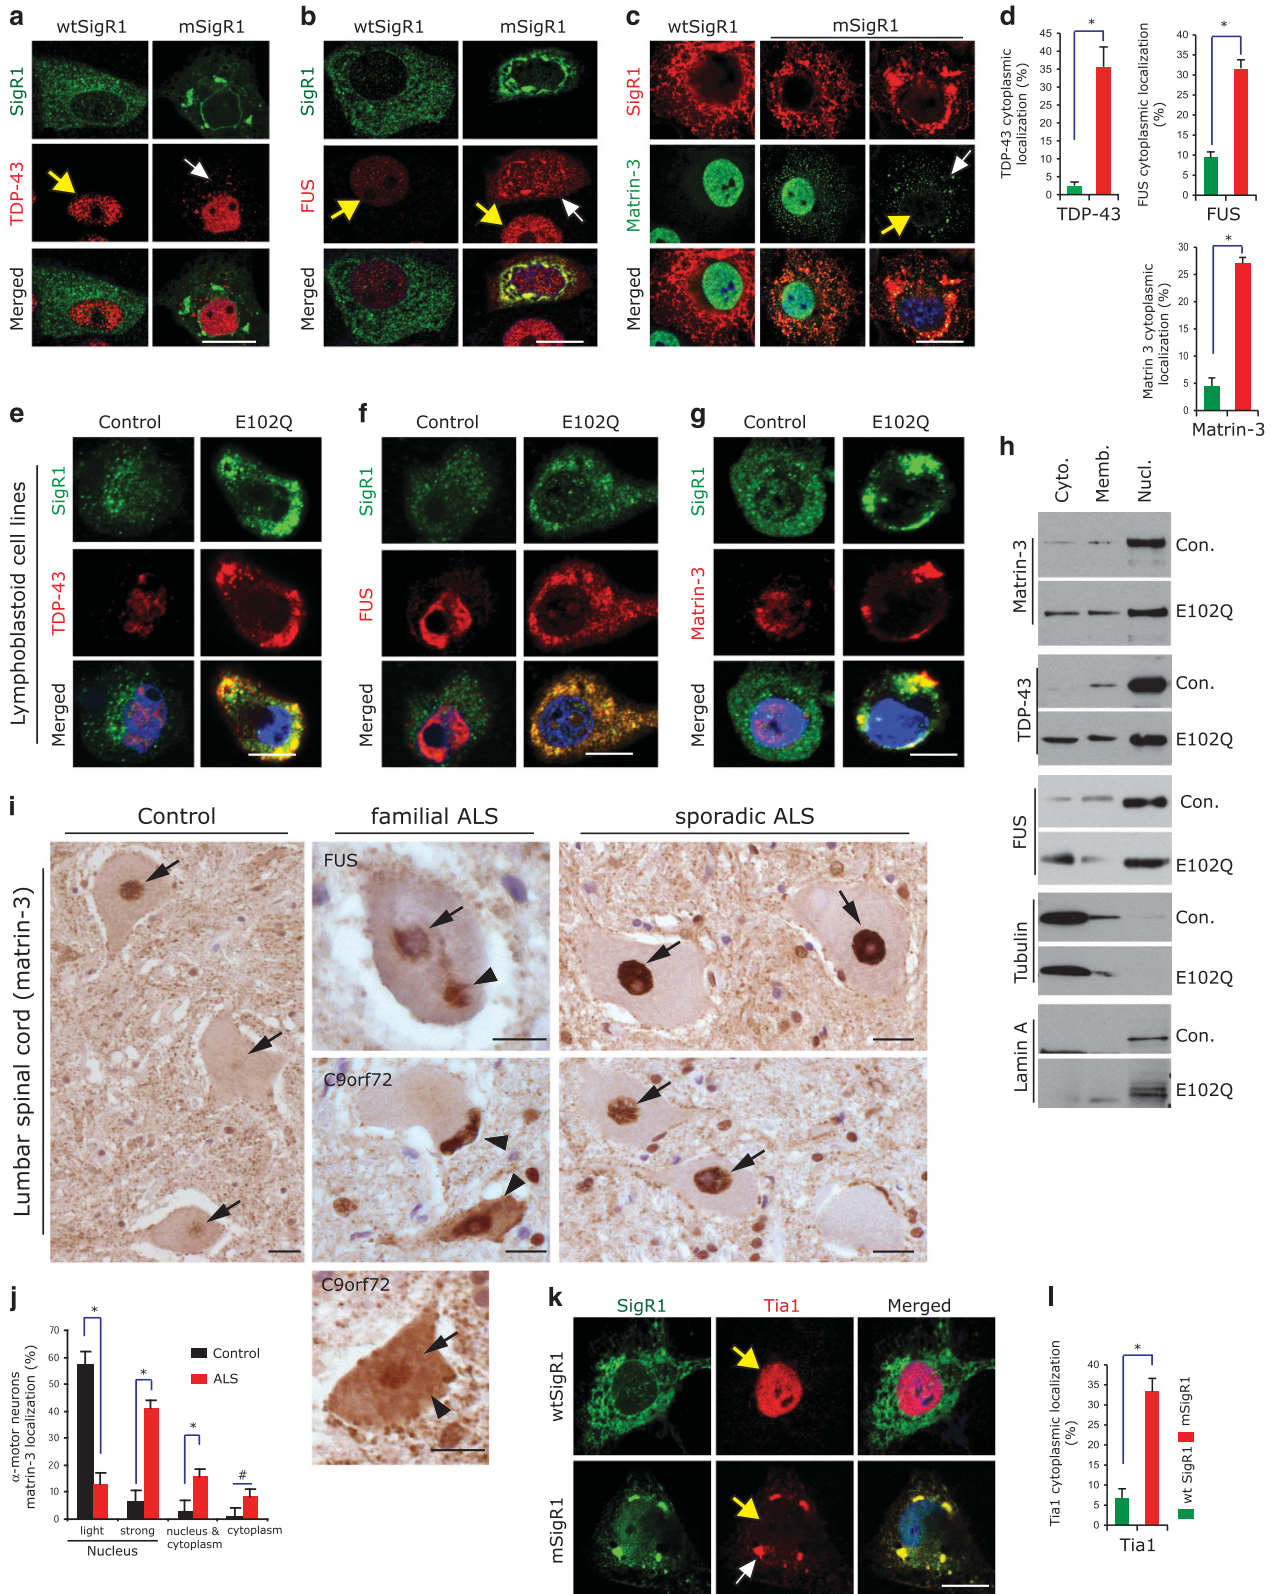 a
wtSigR1 mSigR1
SigR1
TDP-43
Merged
b
wtSigR1 mSigR1
SigR1
FUS
Merged
c
wtSigR1 mSigR1
SigR1
Matrin-3
Merged
d
TDP-43 cytoplasmic
localization (%)
45
40
35
30
25
20
15
10
5
0
*
TDP-43
FUS cytoplasmic localization
(%)
40
35
30
25
20
15
10
5
0
*
FUS
Matrin 3 cytoplasmic
localization (%)
30
25
20
15
10
5
0
*
Matrin-3
Lymphoblastoid cell lines
e
Control E102Q
SigR1
TDP-43
Merged
f
Control E102Q
SigR1
FUS
Merged
g
Control E102Q
SigR1
Matrin-3
Merged
h
Cyto. Memb. Nucl.
Matrin-3
Con.
E102Q
TDP-43
Con.
E102Q
FUS
Con.
E102Q
Tubulin
Con.
E102Q
Lamin A
Con.
E102Q
i
Control familial ALS sporadic ALS
Lumbar spinal cord (matrin-3)
FUS
C9orf72
C9orf72
j
α-motor neurons
matrin-3 localization (%)
70
60
50
40
30
20
10
0
* * * #
Control
ALS
light strong nucleus & cytoplasm
cytoplasm
Nucleus
k
SigR1 Tia1 Merged
wtSigR1
mSigR1
l
Tia1 cytoplasmic localization
(%)
40
35
30
25
20
15
10
5
0
*
Tia1
wt SigR1 mSigR1